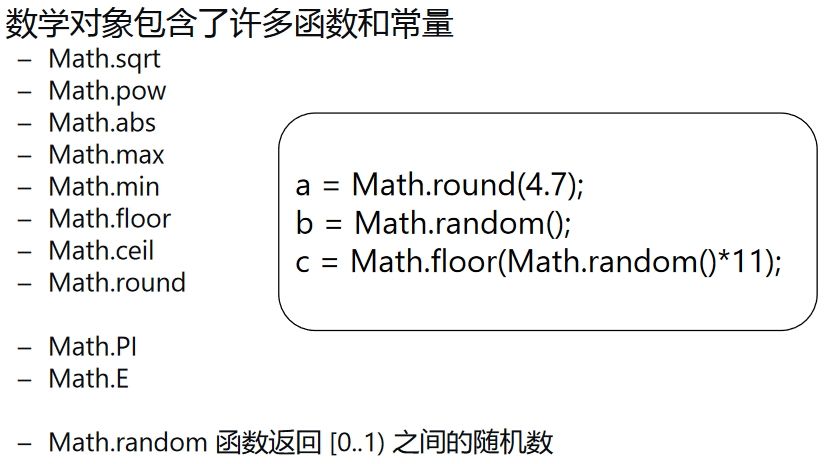 数学对象包含了许多函数和常量
– Math.sqrt
– Math.pow
– Math.abs
– Math.max
– Math.min
– Math.floor
– Math.ceil
– Math.round
– Math.PI
– Math.E
– Math.random 函数返回 [0..1) 之间的随机数
a = Math.round(4.7);
b = Math.random();
c = Math.floor(Math.random()*11);